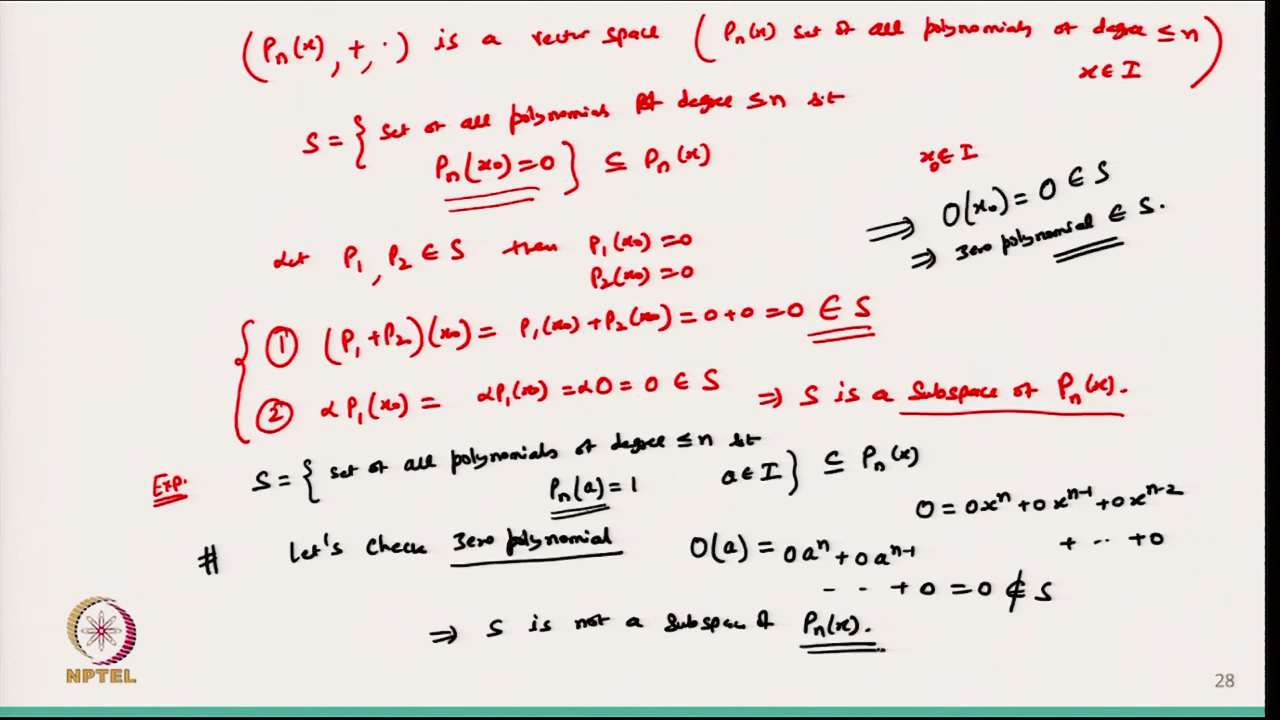 (Pₙ(x), +, ·) is a vector space (Pₙ(x) set of all polynomials of degree ≤ n
x ∈ I)
S = { set of all polynomials of degree ≤ n s.t
Pₙ(x₀) = 0 } ⊆ Pₙ(x)
x₀ ∈ I
⇒ 0(x₀) = 0 ∈ S
⇒ zero polynomial ∈ S.
Let P₁, P₂ ∈ S then P₁(x₀) = 0
P₂(x₀) = 0
① (P₁ + P₂)(x₀) = P₁(x₀) + P₂(x₀) = 0 + 0 = 0 ∈ S
② αP₁(x₀) = αP₁(x₀) = α0 = 0 ∈ S ⇒ S is a subspace of Pₙ(x).
Exp. S = { set of all polynomials of degree ≤ n s.t
Pₙ(a) = 1 a ∈ I } ⊆ Pₙ(x)
0 = 0xⁿ + 0xⁿ⁻¹ + 0xⁿ⁻²
+ ·· + 0
# Let's check zero polynomial 0(a) = 0aⁿ + 0aⁿ⁻¹
- - + 0 = 0 ∉ S
⇒ S is not a subspac of Pₙ(x).
NPTEL
28